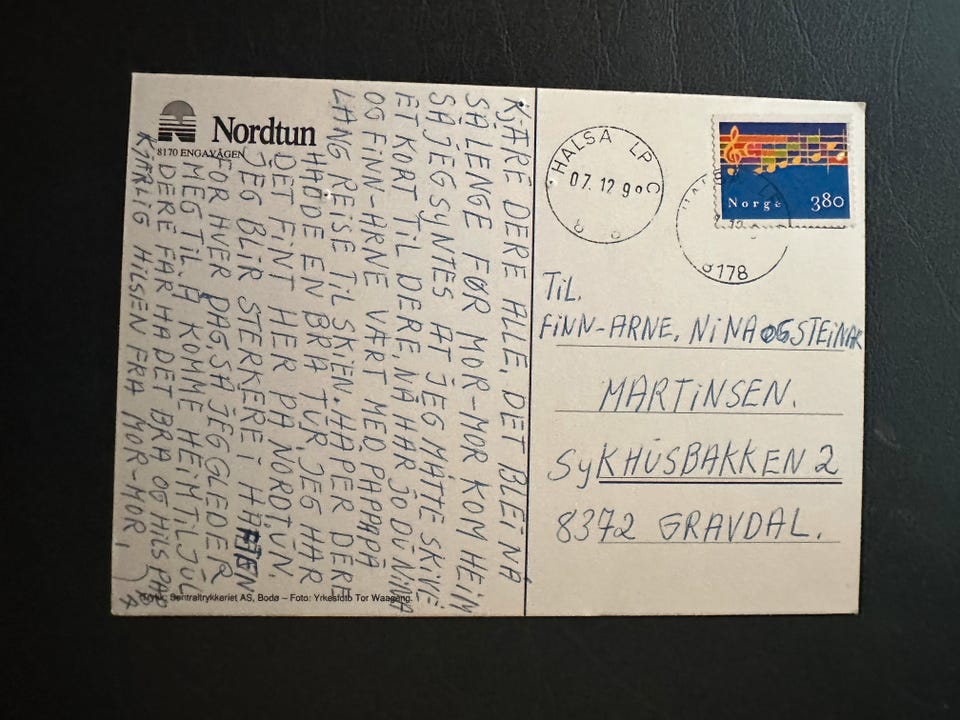 Nordtun
8170 ENGAVÅGEN
KJÆRE DERE ALLE, DET BLEI NÅ
SÅ LENGE FØR MOR-MOR KOM HEIM
SÅ JEG SYNTES AT JEG MÅTTE SKIVE
ET KORT TIL DERE, NÅ HAR JO DU NINA
OG FINN-ARNE VÆRT MED PAPPA PÅ
LANG REISE TIL SKIEN. HÅPER DERE
HADDE EN BRA TUR, JEG HAR
DET FINT HER PÅ NORDTUN.
JEG BLIR STERKERE I
FOR HVER DAG SÅ JEG GLEDER
MEG TIL Å KOMME HEIM TIL JUL
DERE FÅR HA DET BRA OG HILS PAPPA
KJÆRLIG HILSEN FRA MOR-MOR
Trykk: Sentraltrykkeriet AS, Bodø – Foto: Yrkesfoto Tor Waageng.
HALSA LP
07.12 90
Norge 380
8178
TIL.
FINN-ARNE, NINA OG STEINAR
MARTINSEN.
SYKHUSBAKKEN 2
8372 GRAVDAL.